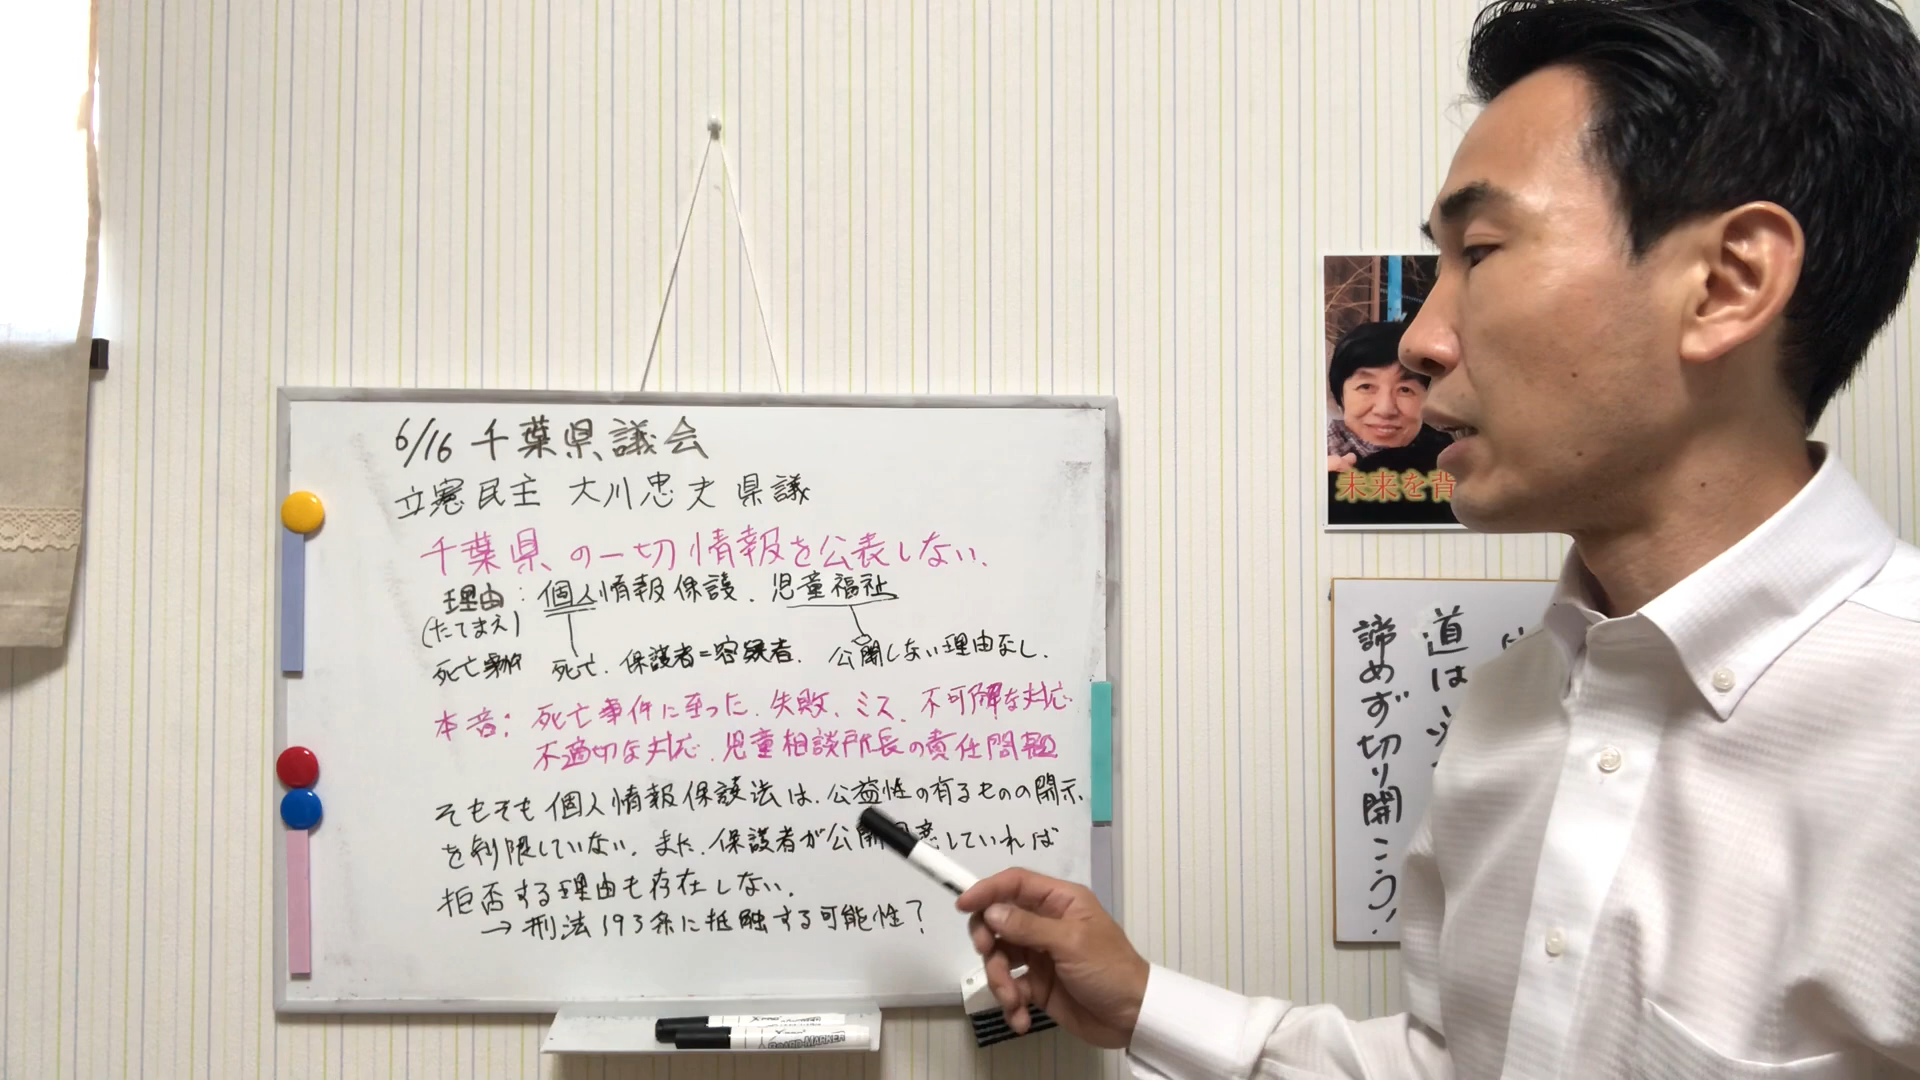 6/16 千葉県議会
立憲民主 大川忠夫 県議
千葉県の一切情報を公表しない.
理由: 個人情報保護. 児童福祉
(たてまえ)
死亡事件 死亡. 保護者=容疑者. 公開しない理由なし.
本音: 死亡事件に至った. 失敗. ミス. 不可解な対応
不適切な対応. 児童相談所長の責任問題
そもそも個人情報保護法は. 公益性の有るものの開示
を制限していない. また. 保護者が公開していれば
拒否する理由も存在しない.
→刑法193条に抵触する可能性?
BOARD MARKER
未来を背
道は
諦めず切り開こう!